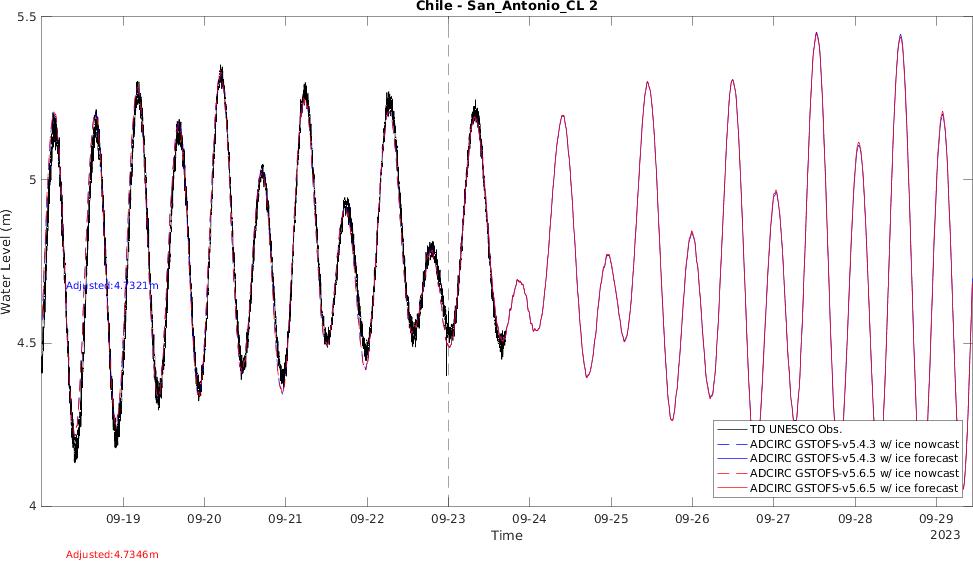 Chile - San_Antonio_CL 2
5.5
5
4.5
4
Water Level (m)
Adjusted:4.7321m
TD UNESCO Obs.
ADCIRC GSTOFS-v5.4.3 w/ ice nowcast
ADCIRC GSTOFS-v5.4.3 w/ ice forecast
ADCIRC GSTOFS-v5.6.5 w/ ice nowcast
ADCIRC GSTOFS-v5.6.5 w/ ice forecast
09-19 09-20 09-21 09-22 09-23 09-24 09-25 09-26 09-27 09-28 09-29
Time
2023
Adjusted:4.7346m